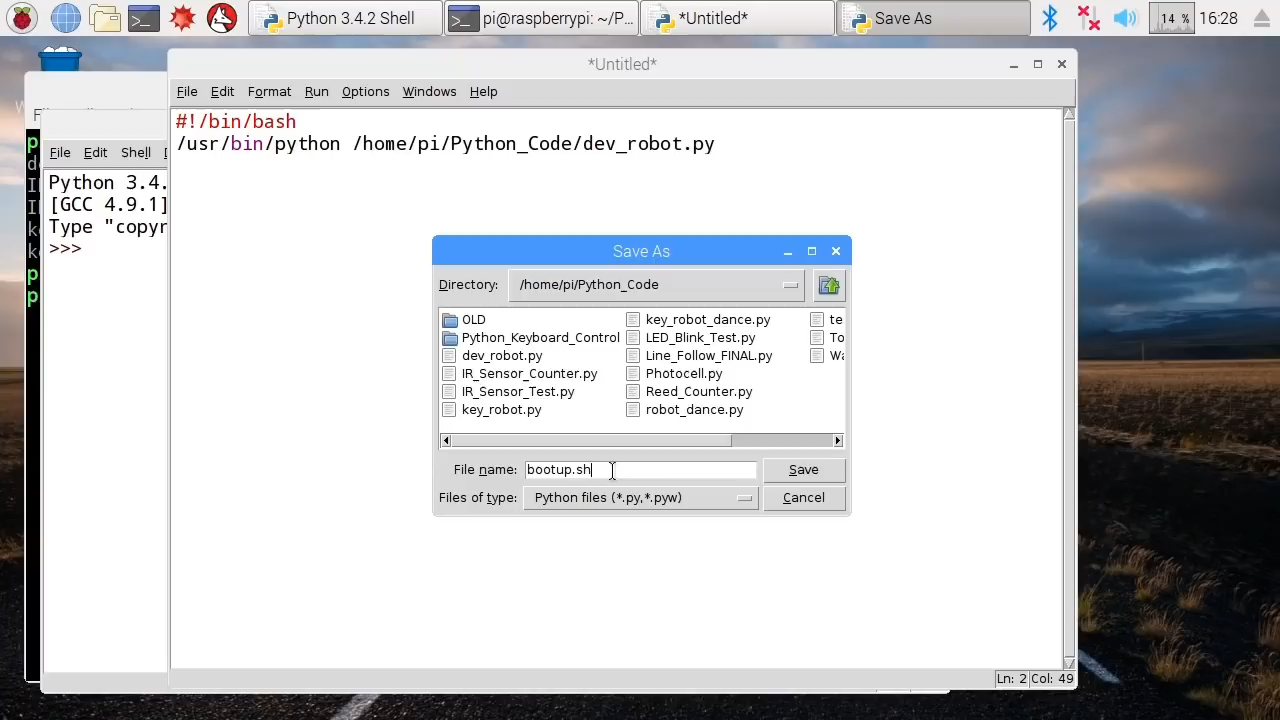 Python 3.4.2 Shell
pi@raspberrypi: ~/P...
*Untitled*
Save As
14 %
16:28
*Untitled*
File Edit Format Run Options Windows Help
#!/bin/bash
/usr/bin/python /home/pi/Python_Code/dev_robot.py
File Edit Shell
Python 3.4.
[GCC 4.9.1]
Type "copyr
>>>
Save As
Directory: /home/pi/Python_Code
OLD
Python_Keyboard_Control
dev_robot.py
IR_Sensor_Counter.py
IR_Sensor_Test.py
key_robot.py
key_robot_dance.py
LED_Blink_Test.py
Line_Follow_FINAL.py
Photocell.py
Reed_Counter.py
robot_dance.py
te
To
Wa
File name: bootup.sh Save
Files of type: Python files (*.py,*.pyw) Cancel
Ln: 2 Col: 49